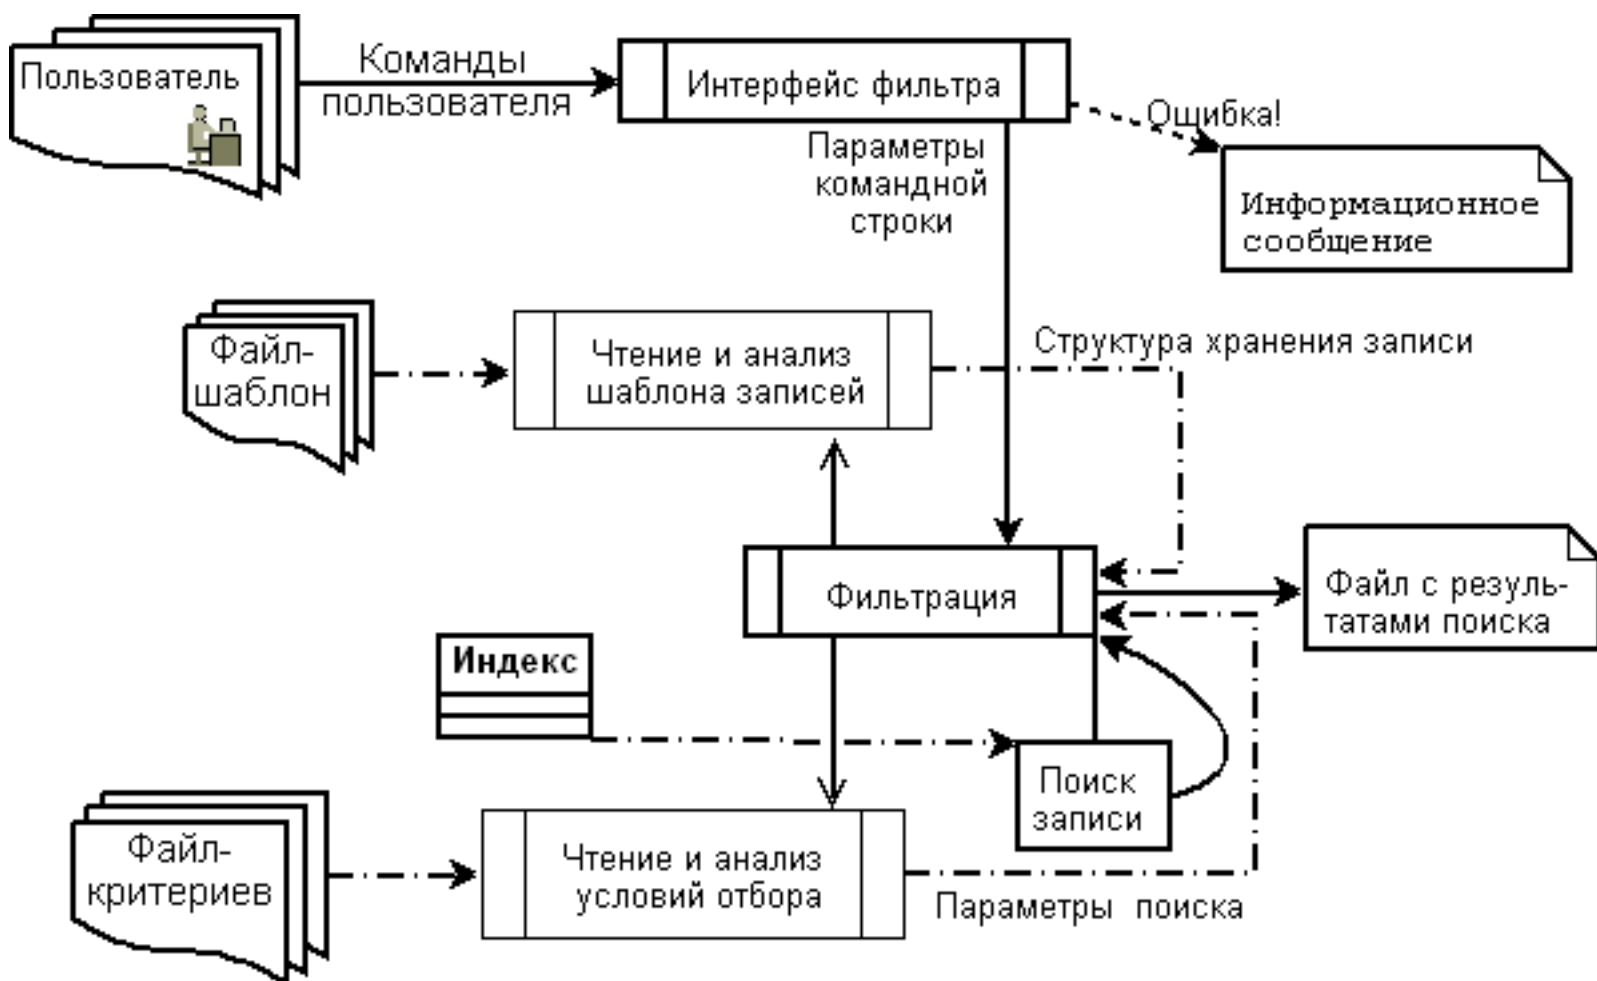 Пользователь
Команды
пользователя
Интерфейс фильтра
Ошибка!
Параметры
командной
строки
Информационное
сообщение
Файл-
шаблон
Чтение и анализ
шаблона записей
Структура хранения записи
Фильтрация
Файл с резуль-
татами поиска
Индекс
Поиск
записи
Файл-
критериев
Чтение и анализ
условий отбора
Параметры поиска